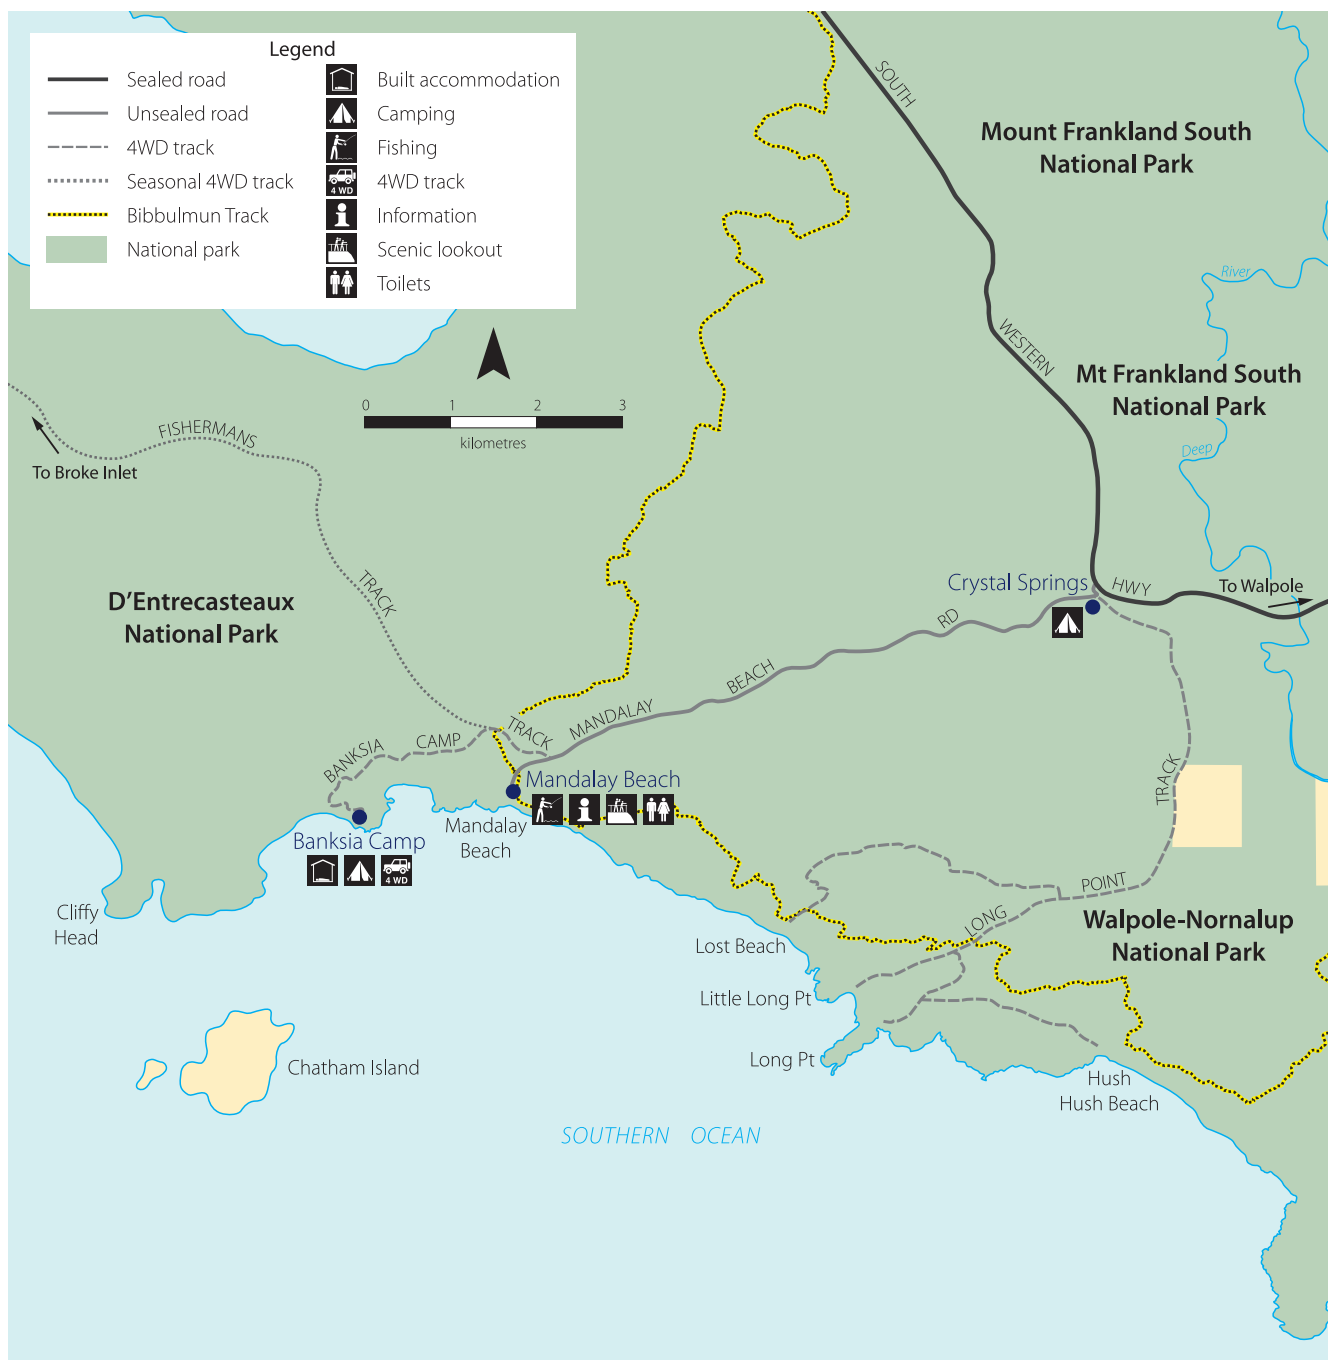 Legend
Sealed road
Unsealed road
4WD track
Seasonal 4WD track
Bibbulmun Track
National park
Built accommodation
Camping
Fishing
4 WD
4WD track
Information
Scenic lookout
Toilets
SOUTH
Mount Frankland South
National Park
River
WESTERN
Mt Frankland South
National Park
0 1 2 3
kilometres
FISHERMANS
To Broke Inlet
Deep
TRACK
D'Entrecasteaux
National Park
Crystal Springs
HWY
To Walpole
RD
BEACH
MANDALAY
TRACK
CAMP
BANKSIA
Mandalay Beach
TRACK
Mandalay
Beach
Banksia Camp
4 WD
POINT
LONG
Cliffy
Head
Walpole-Nornalup
National Park
Lost Beach
Little Long Pt
Long Pt
Chatham Island
Hush
Hush Beach
SOUTHERN OCEAN